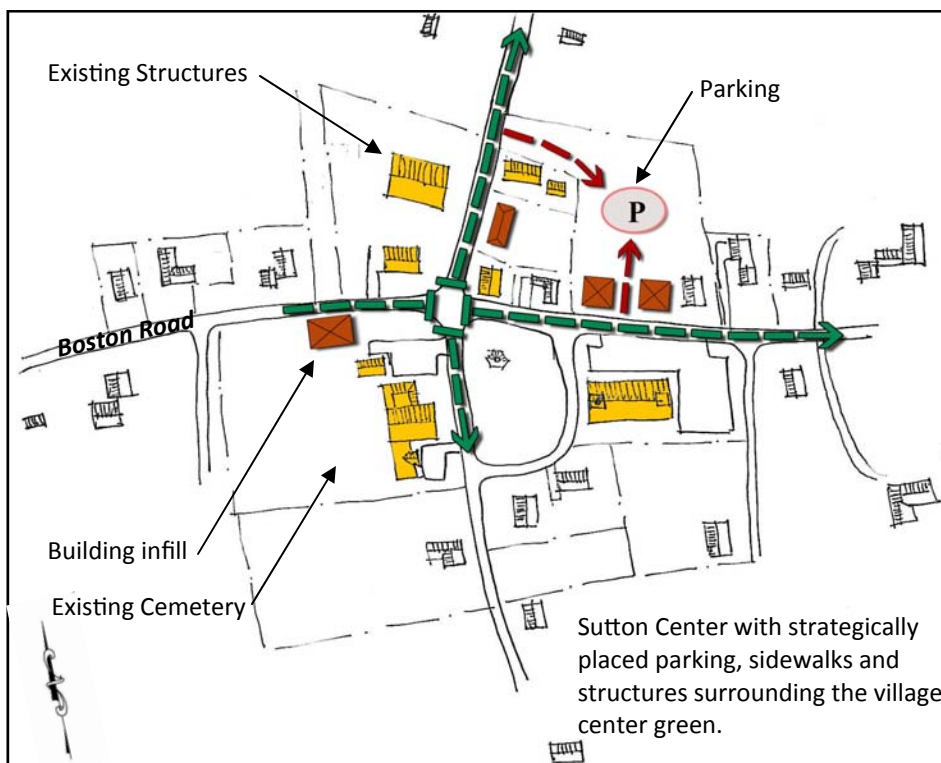 Existing Structures
Parking
P
Boston Road
Building infill
Existing Cemetery
Sutton Center with strategically
placed parking, sidewalks and
structures surrounding the village
center green.